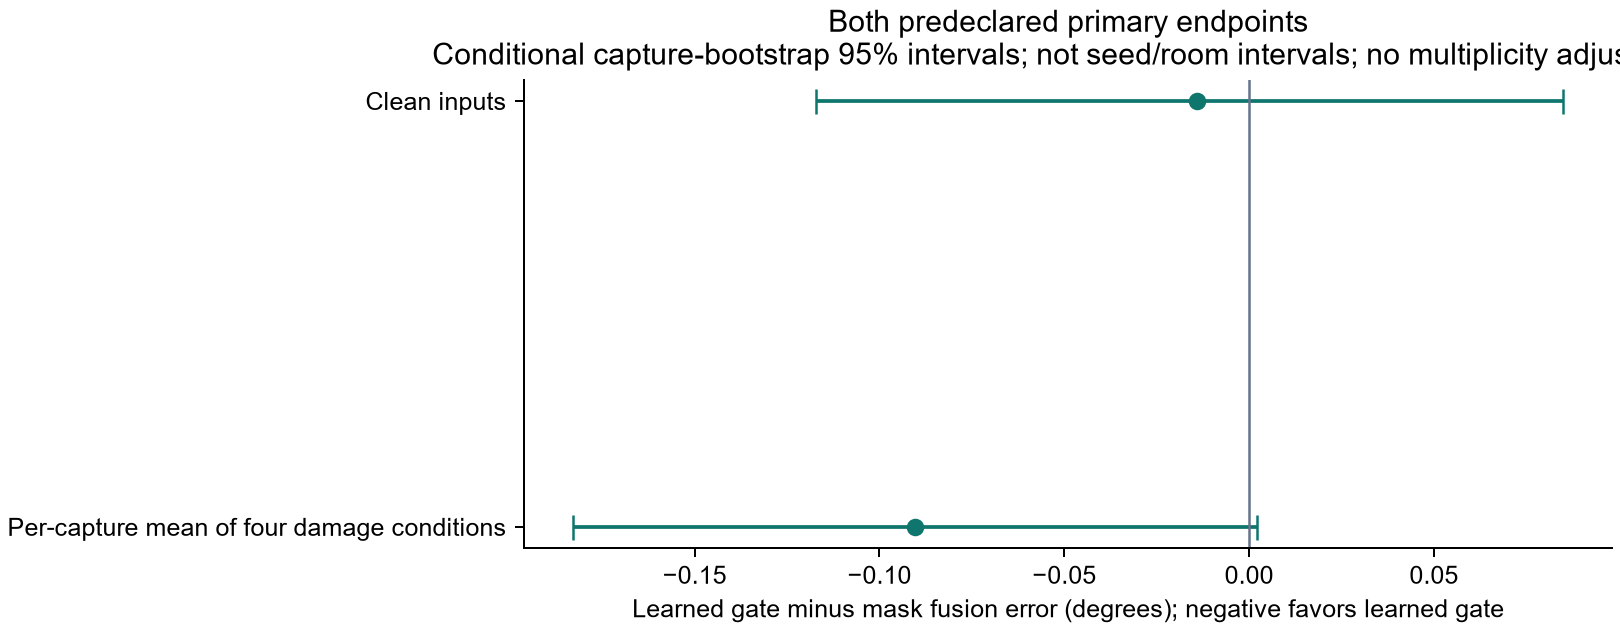 Both predeclared primary endpoints
Conditional capture-bootstrap 95% intervals; not seed/room intervals; no multiplicity adjus
Clean inputs
Per-capture mean of four damage conditions
−0.15 −0.10 −0.05 0.00 0.05
Learned gate minus mask fusion error (degrees); negative favors learned gate